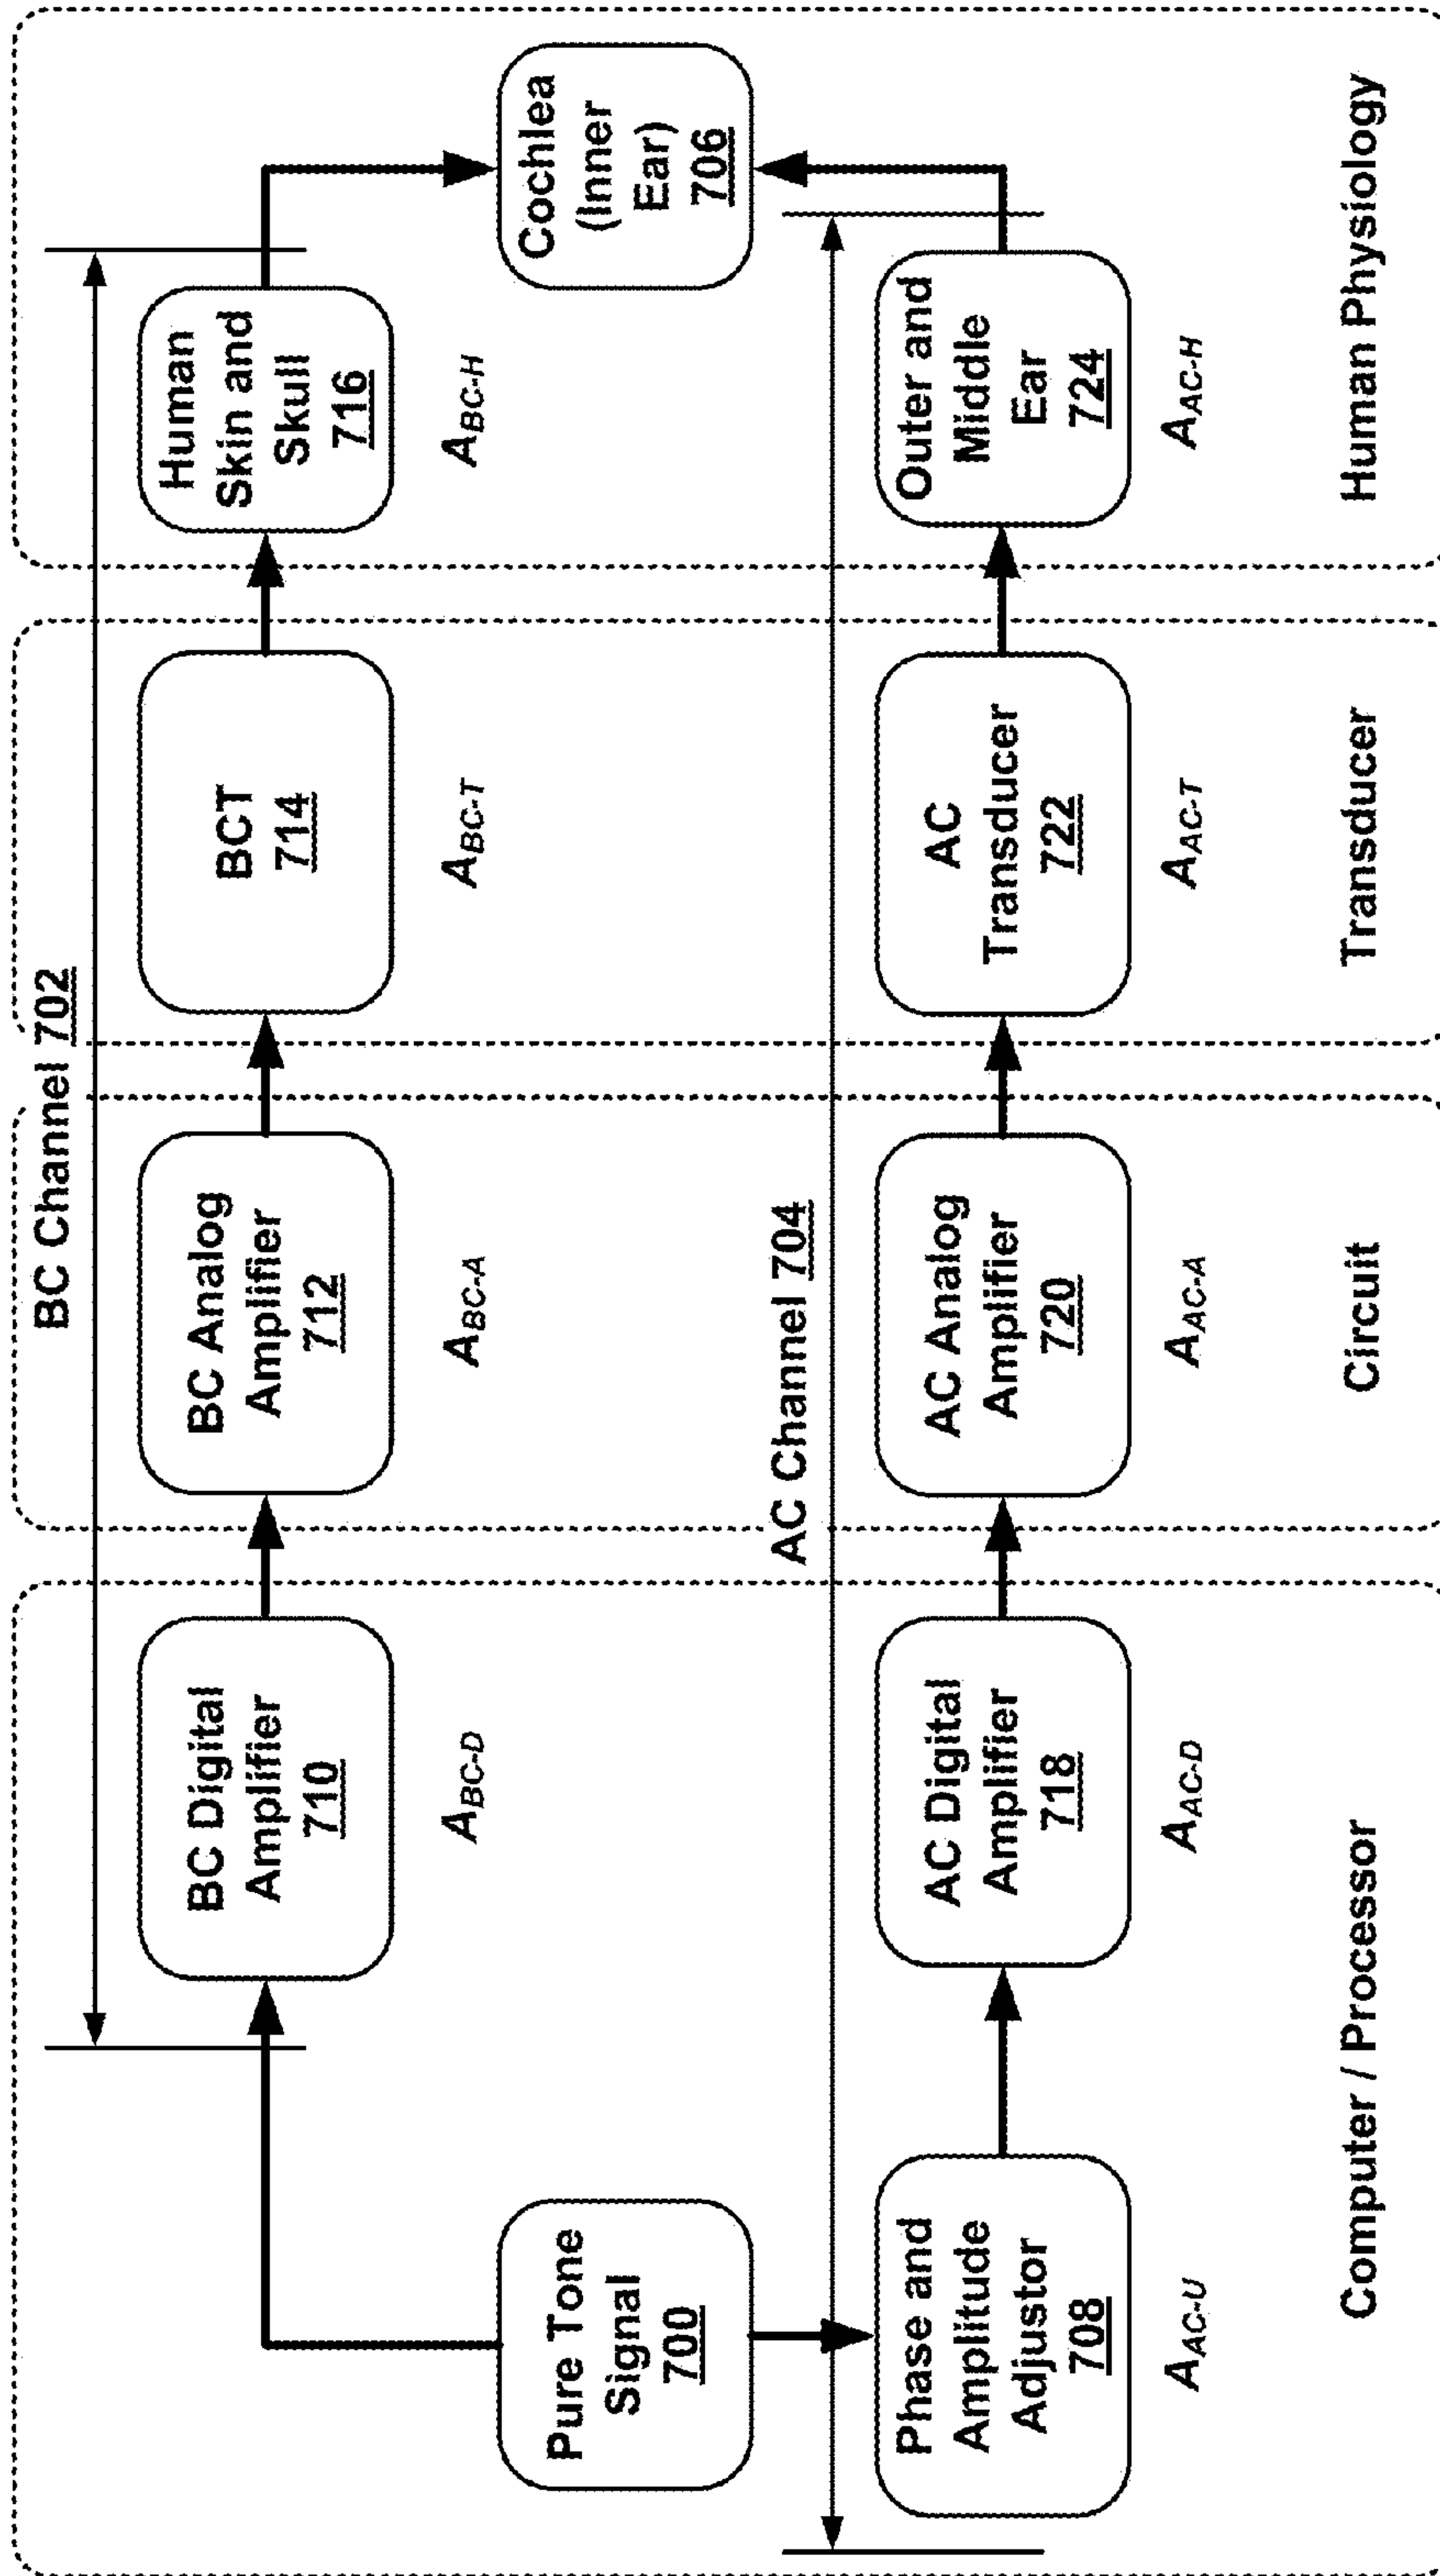 BC Channel 702
BC Digital
Amplifier
710
A_BC-D
BC Analog
Amplifier
712
A_BC-A
BCT
714
A_BC-T
Human
Skin and
Skull
716
A_BC-H
Pure Tone
Signal
700
Cochlea
(Inner
Ear)
706
AC Channel 704
Phase and
Amplitude
Adjustor
708
A_AC-U
AC Digital
Amplifier
718
A_AC-D
AC Analog
Amplifier
720
A_AC-A
AC
Transducer
722
A_AC-T
Outer and
Middle
Ear
724
A_AC-H
Computer / Processor
Circuit
Transducer
Human Physiology